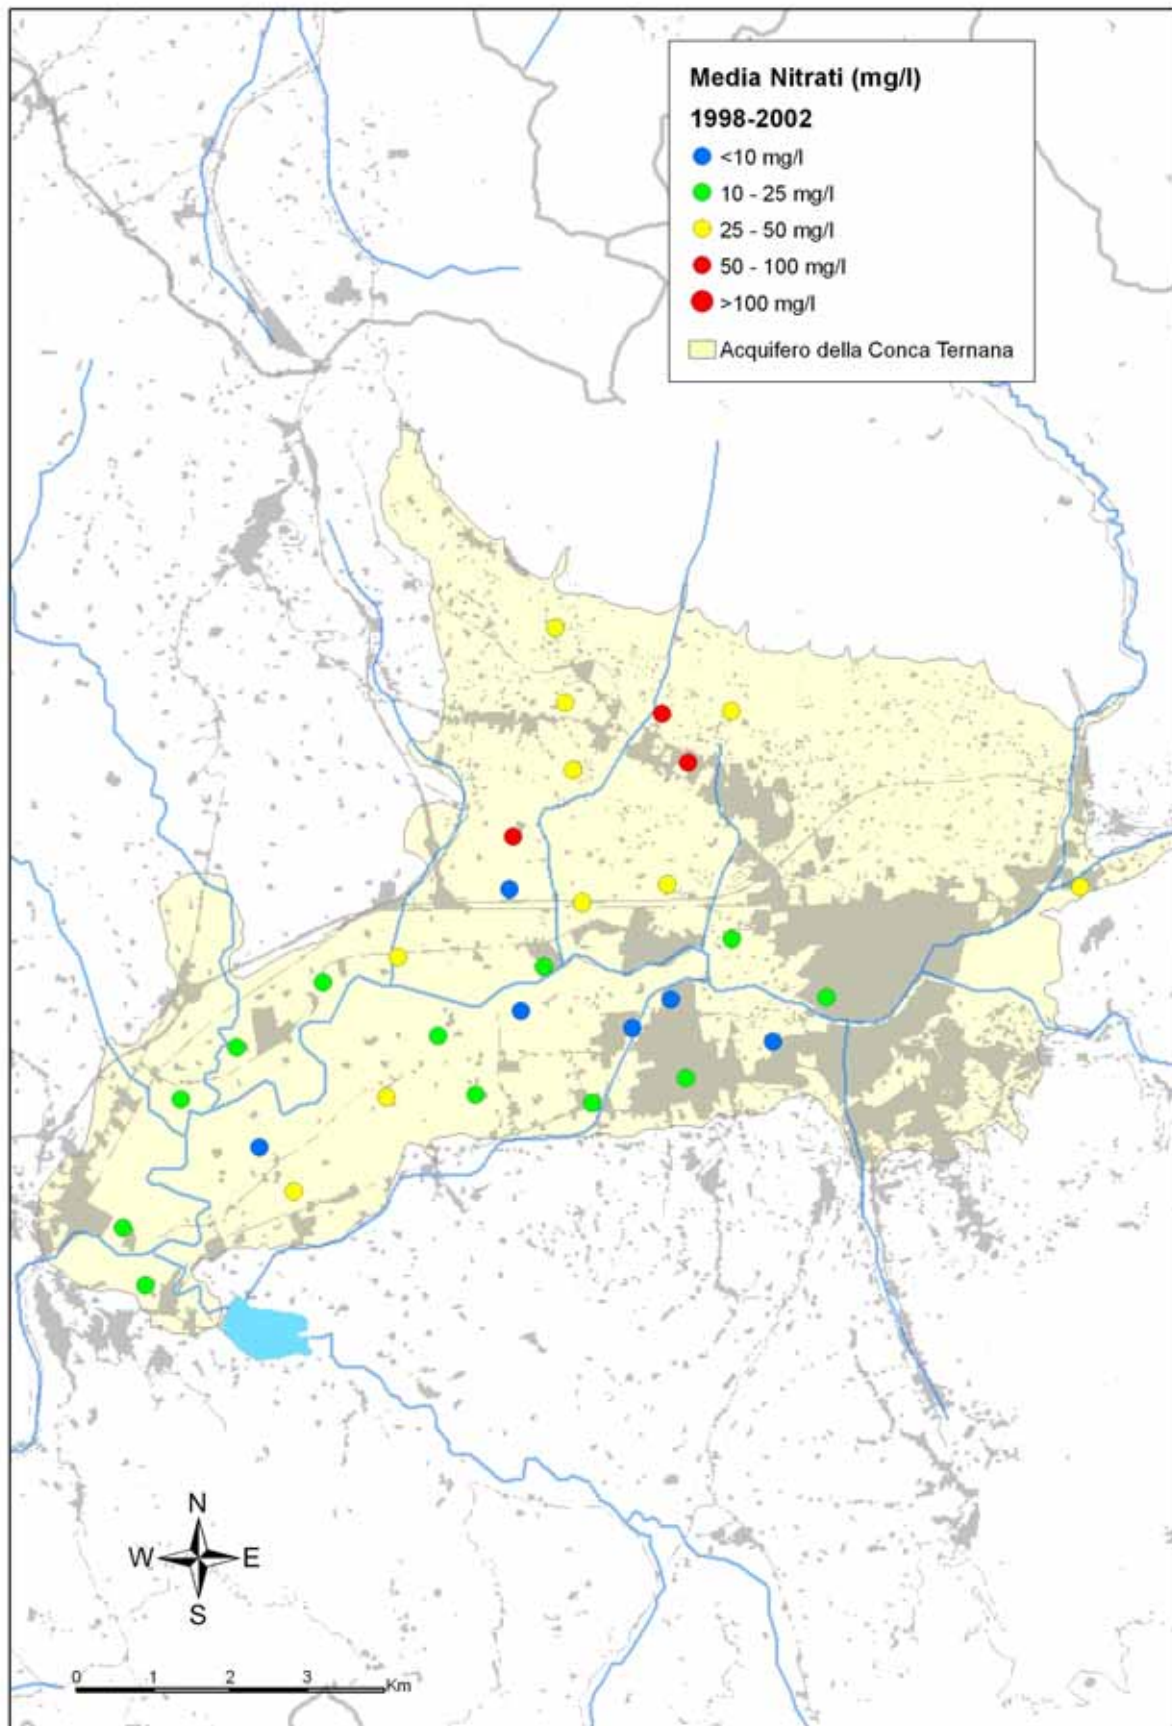 Media Nitrati (mg/l)
1998-2002
<10 mg/l
10 - 25 mg/l
25 - 50 mg/l
50 - 100 mg/l
>100 mg/l
Acquifero della Conca Ternana
N
W E
S
0 1 2 3 Km